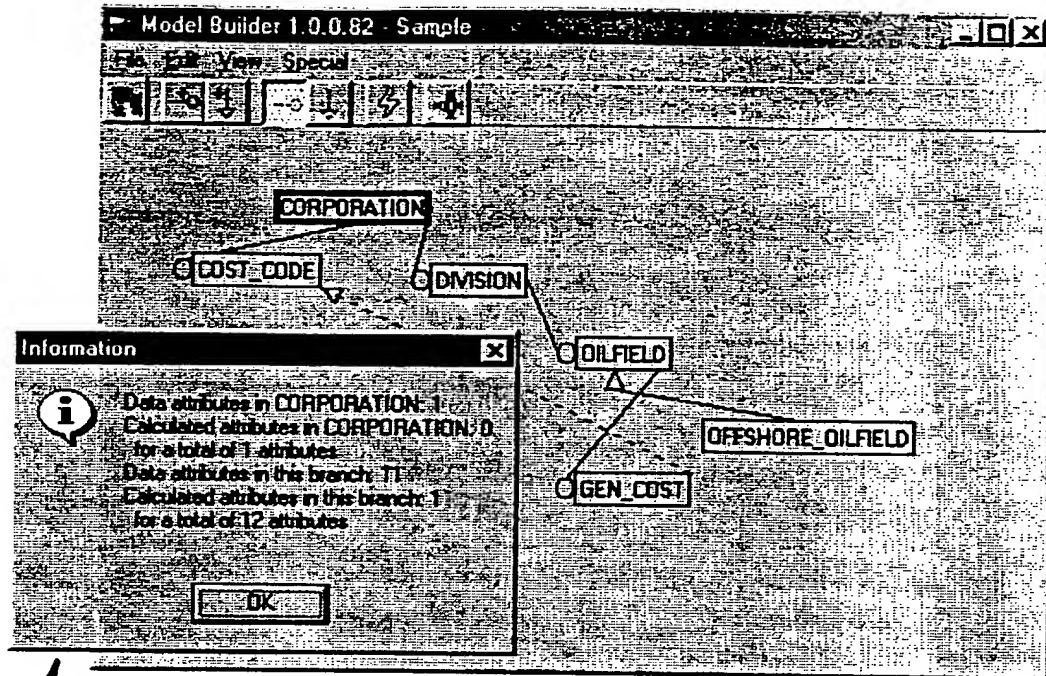 Model Builder 1.0.0.82 - Sample
File Edit View Special
CORPORATION
COST_CODE
DIVISION
OILFIELD
OFFSHORE_OILFIELD
GEN_COST
Information
Data attributes in CORPORATION: 1
Calculated attributes in CORPORATION: 0
for a total of 1 attributes
Data attributes in this branch: 11
Calculated attributes in this branch: 1
for a total of 12 attributes
OK